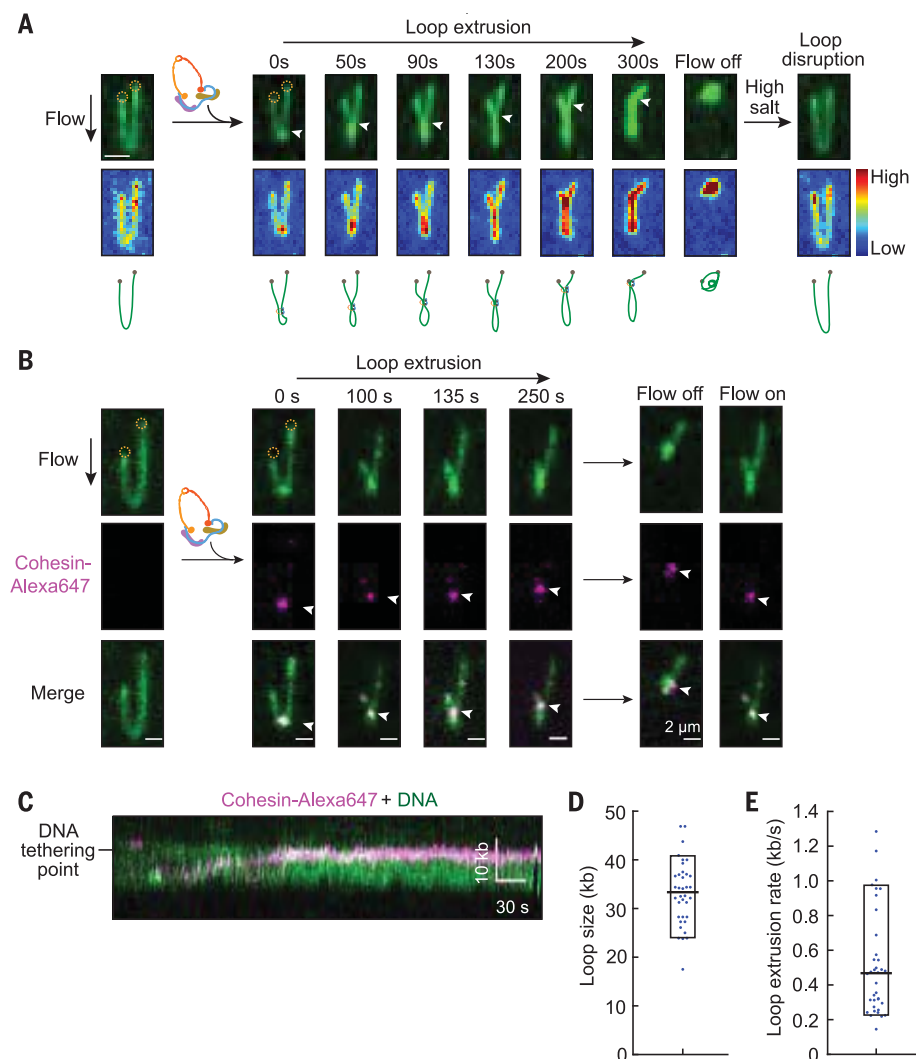 A
Loop extrusion
0s 50s 90s 130s 200s 300s Flow off
Loop
disruption
Flow
High
salt
High
Low
B
Loop extrusion
0 s 100 s 135 s 250 s Flow off Flow on
Flow
Cohesin-
Alexa647
Merge
2 µm
C
Cohesin-Alexa647 + DNA
DNA
tethering
point
10 kb
30 s
D
Loop size (kb)
50
40
30
20
10
0
E
Loop extrusion rate (kb/s)
1.4
1.2
1.0
0.8
0.6
0.4
0.2
0